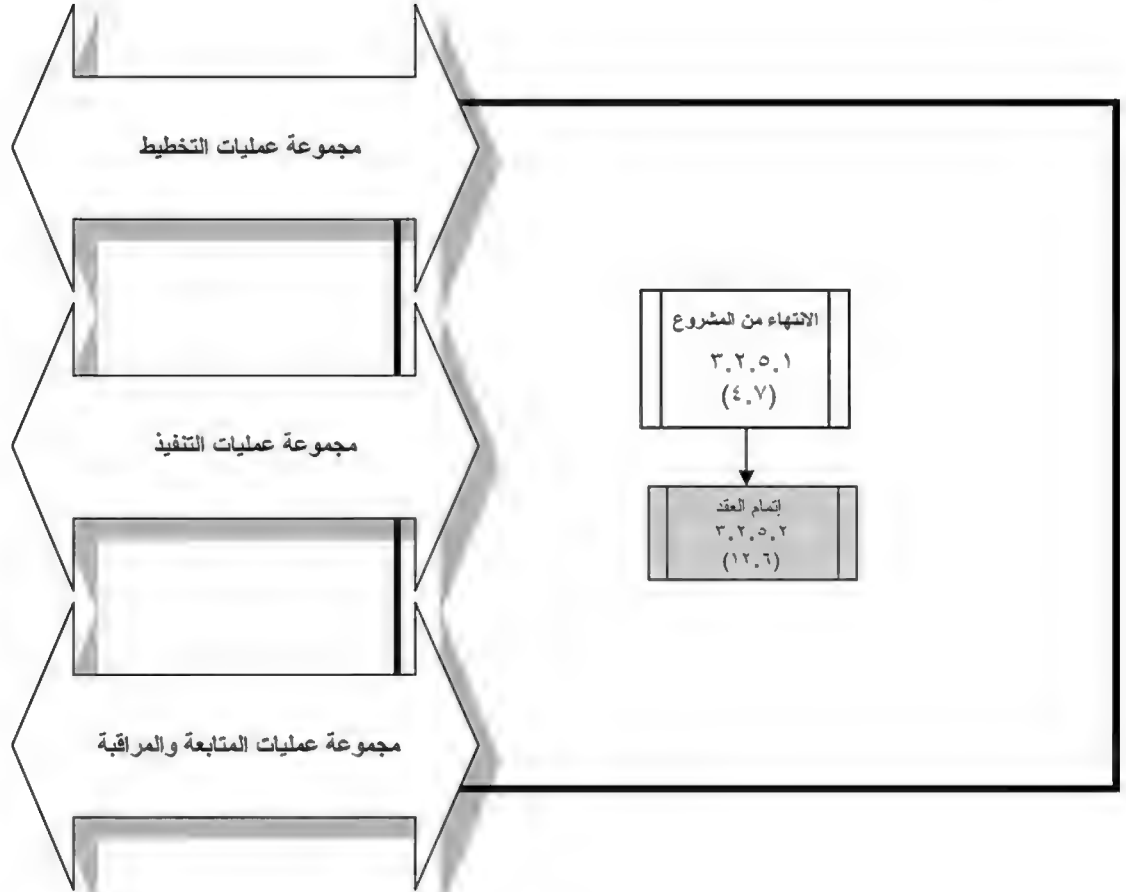 مجموعة عمليات التخطيط
الانتهاء من المشروع
٣.٢.٥.١
(٤.٧)
مجموعة عمليات التنفيذ
إتمام العقد
٣.٢.٥.٢
(١٢.٦)
مجموعة عمليات المتابعة والمراقبة